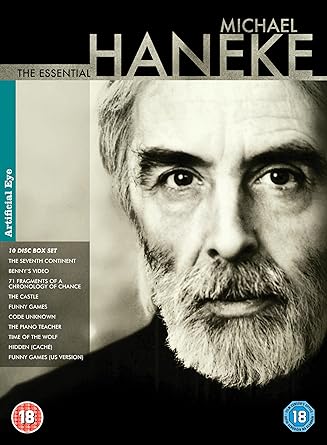 MICHAEL
THE ESSENTIAL HANEKE
Artificial Eye
10 DISC BOX SET
THE SEVENTH CONTINENT
BENNY'S VIDEO
71 FRAGMENTS OF A
CHRONOLOGY OF CHANCE
THE CASTLE
FUNNY GAMES
CODE UNKNOWN
THE PIANO TEACHER
TIME OF THE WOLF
HIDDEN (CACHÉ)
FUNNY GAMES (US VERSION)
18
18